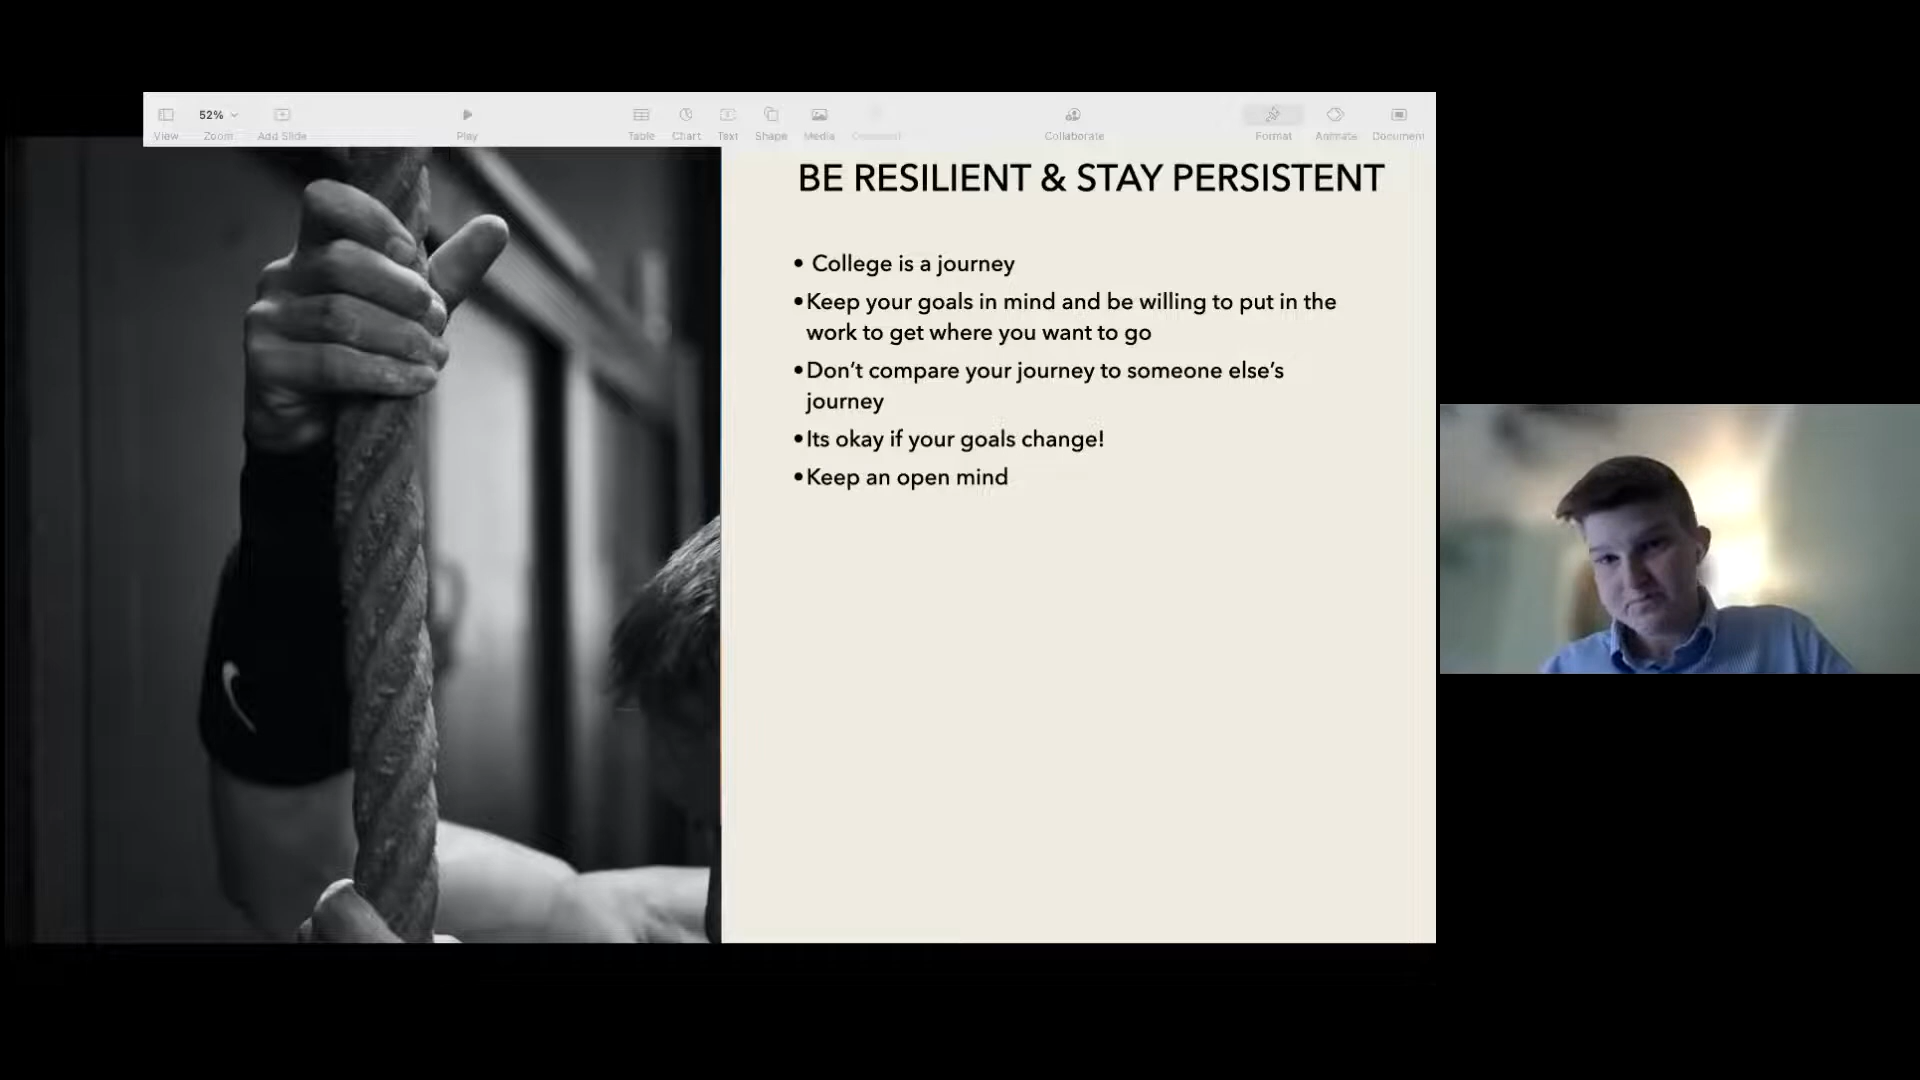 52%
View Zoom Add Slide Play Table Chart Text Shape Media Comment Collaborate Format Animate Document
BE RESILIENT & STAY PERSISTENT
• College is a journey
•Keep your goals in mind and be willing to put in the
work to get where you want to go
•Don’t compare your journey to someone else’s
journey
•Its okay if your goals change!
•Keep an open mind